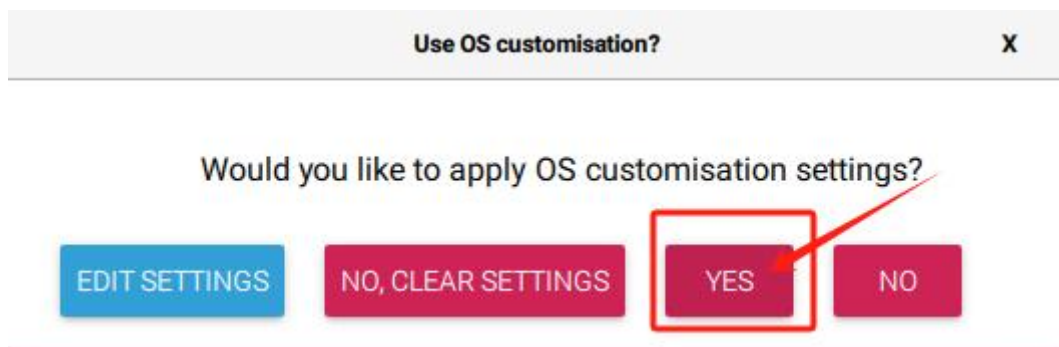 Use OS customisation? X
Would you like to apply OS customisation settings?
EDIT SETTINGS NO, CLEAR SETTINGS YES NO